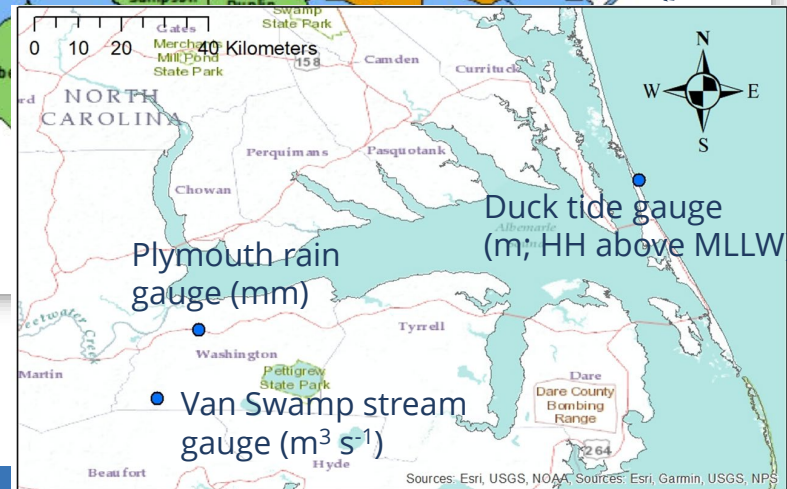 Swamp
State Park
Gates
0 10 20 40 Kilometers
Merchants
Mill Pond
State Park
158
Camden
Currituck
N
W E
S
NORTH
CAROLINA
Perquimans
Pasquotank
Chowan
Duck tide gauge
(m; HH above MLLW
Albemarle
Plymouth rain
gauge (mm)
Tyrrell
Washington
Martin
Pettigrew
State Park
Dare
Dare County
Bombing
Range
Van Swamp stream
gauge (m³ s⁻¹)
264
Beaufort
Hyde
Sources: Esri, USGS, NOAA, Sources: Esri, Garmin, USGS, NPS